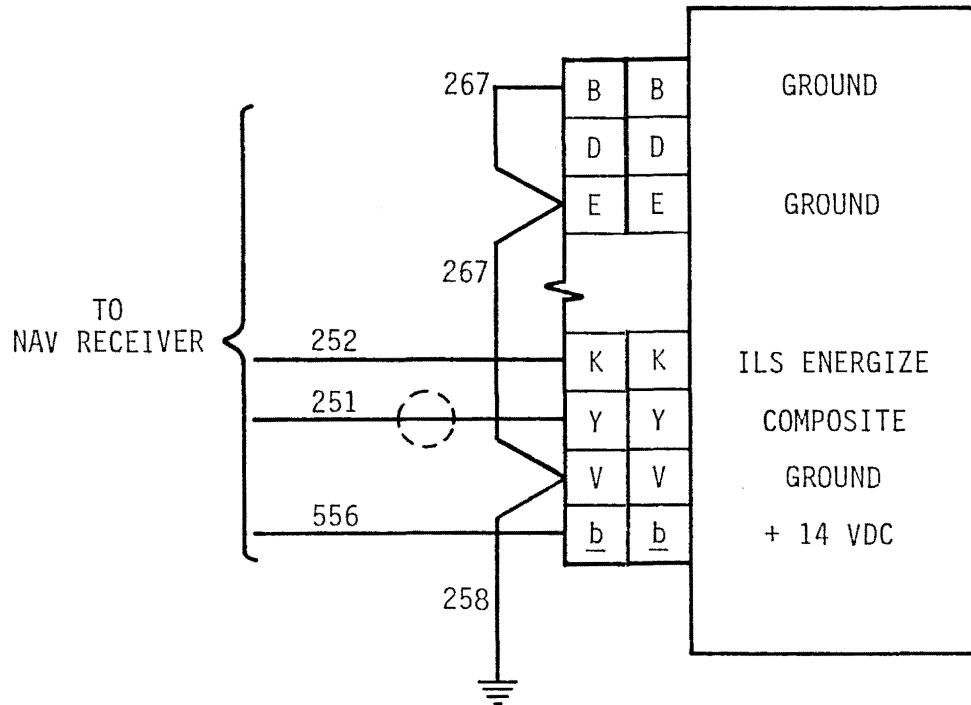 267 B B GROUND
D D
E E GROUND
267
TO
NAV RECEIVER
252 K K ILS ENERGIZE
251 Y Y COMPOSITE
V V GROUND
556 b b + 14 VDC
258